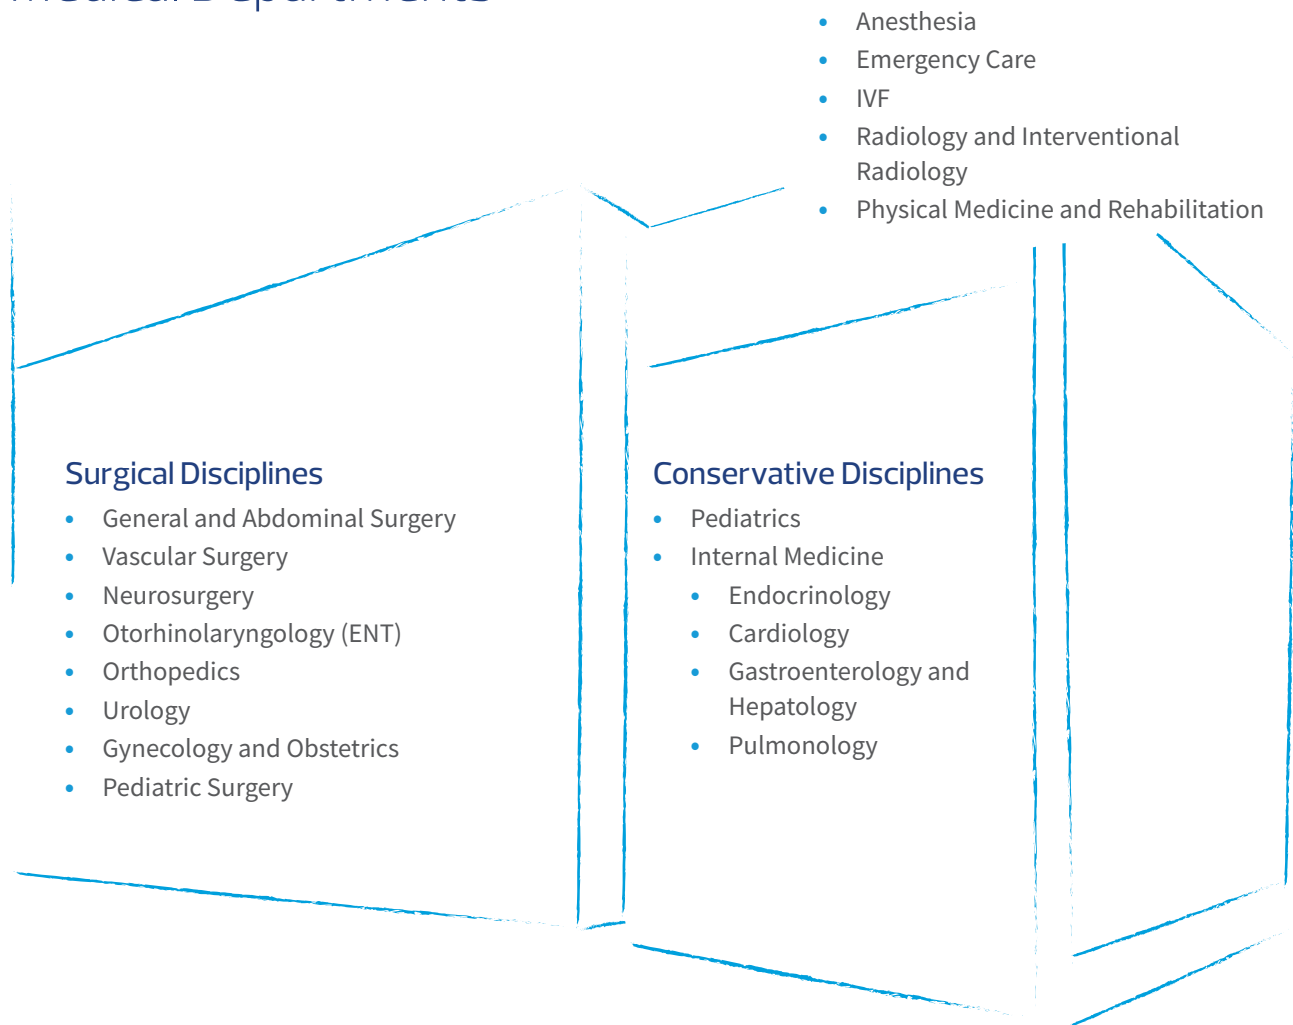 Medical Departments
• Anesthesia
• Emergency Care
• IVF
• Radiology and Interventional
Radiology
• Physical Medicine and Rehabilitation
Surgical Disciplines
• General and Abdominal Surgery
• Vascular Surgery
• Neurosurgery
• Otorhinolaryngology (ENT)
• Orthopedics
• Urology
• Gynecology and Obstetrics
• Pediatric Surgery
Conservative Disciplines
• Pediatrics
• Internal Medicine
• Endocrinology
• Cardiology
• Gastroenterology and
Hepatology
• Pulmonology